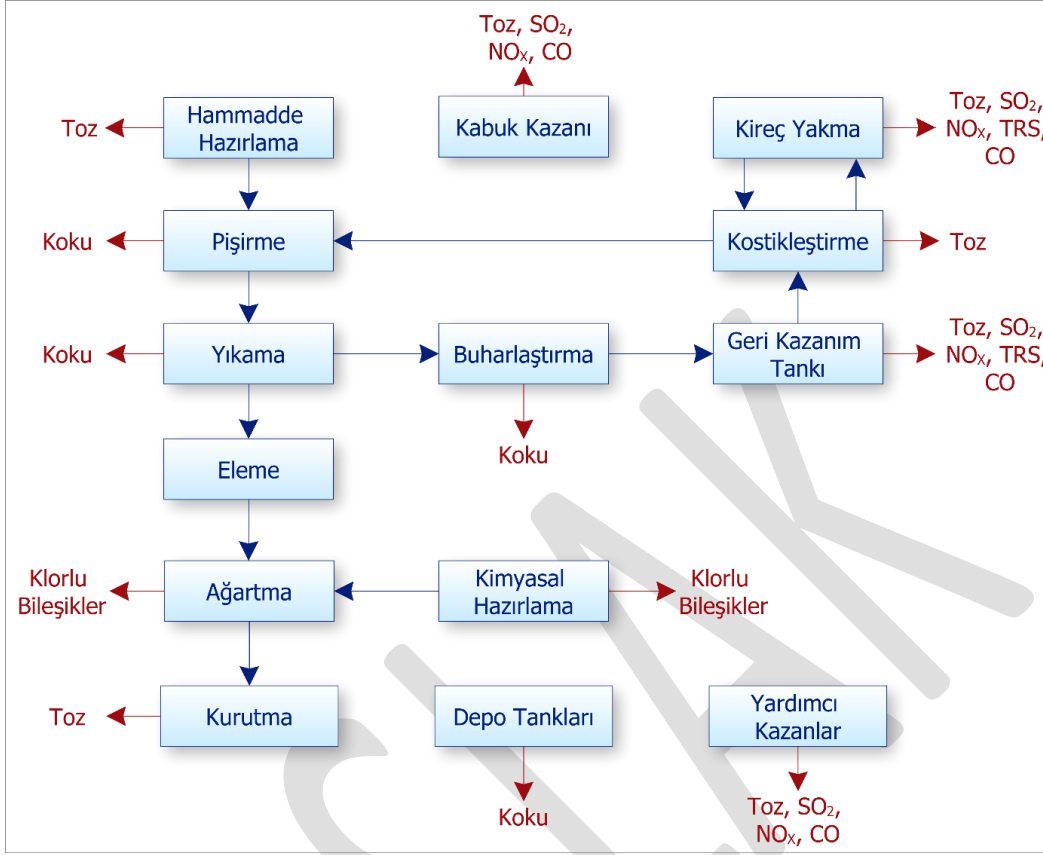 Toz, SO₂,
NOₓ, CO
Toz
Hammadde
Hazırlama
Kabuk Kazanı
Kireç Yakma
Toz, SO₂,
NOₓ, TRS,
CO
Koku
Pişirme
Kostikleştirme
Toz
Koku
Yıkama
Buharlaştırma
Geri Kazanım
Tankı
Toz, SO₂,
NOₓ, TRS,
CO
Koku
Eleme
Klorlu
Bileşikler
Ağartma
Kimyasal
Hazırlama
Klorlu
Bileşikler
Toz
Kurutma
Depo Tankları
Yardımcı
Kazanlar
Koku
Toz, SO₂,
NOₓ, CO